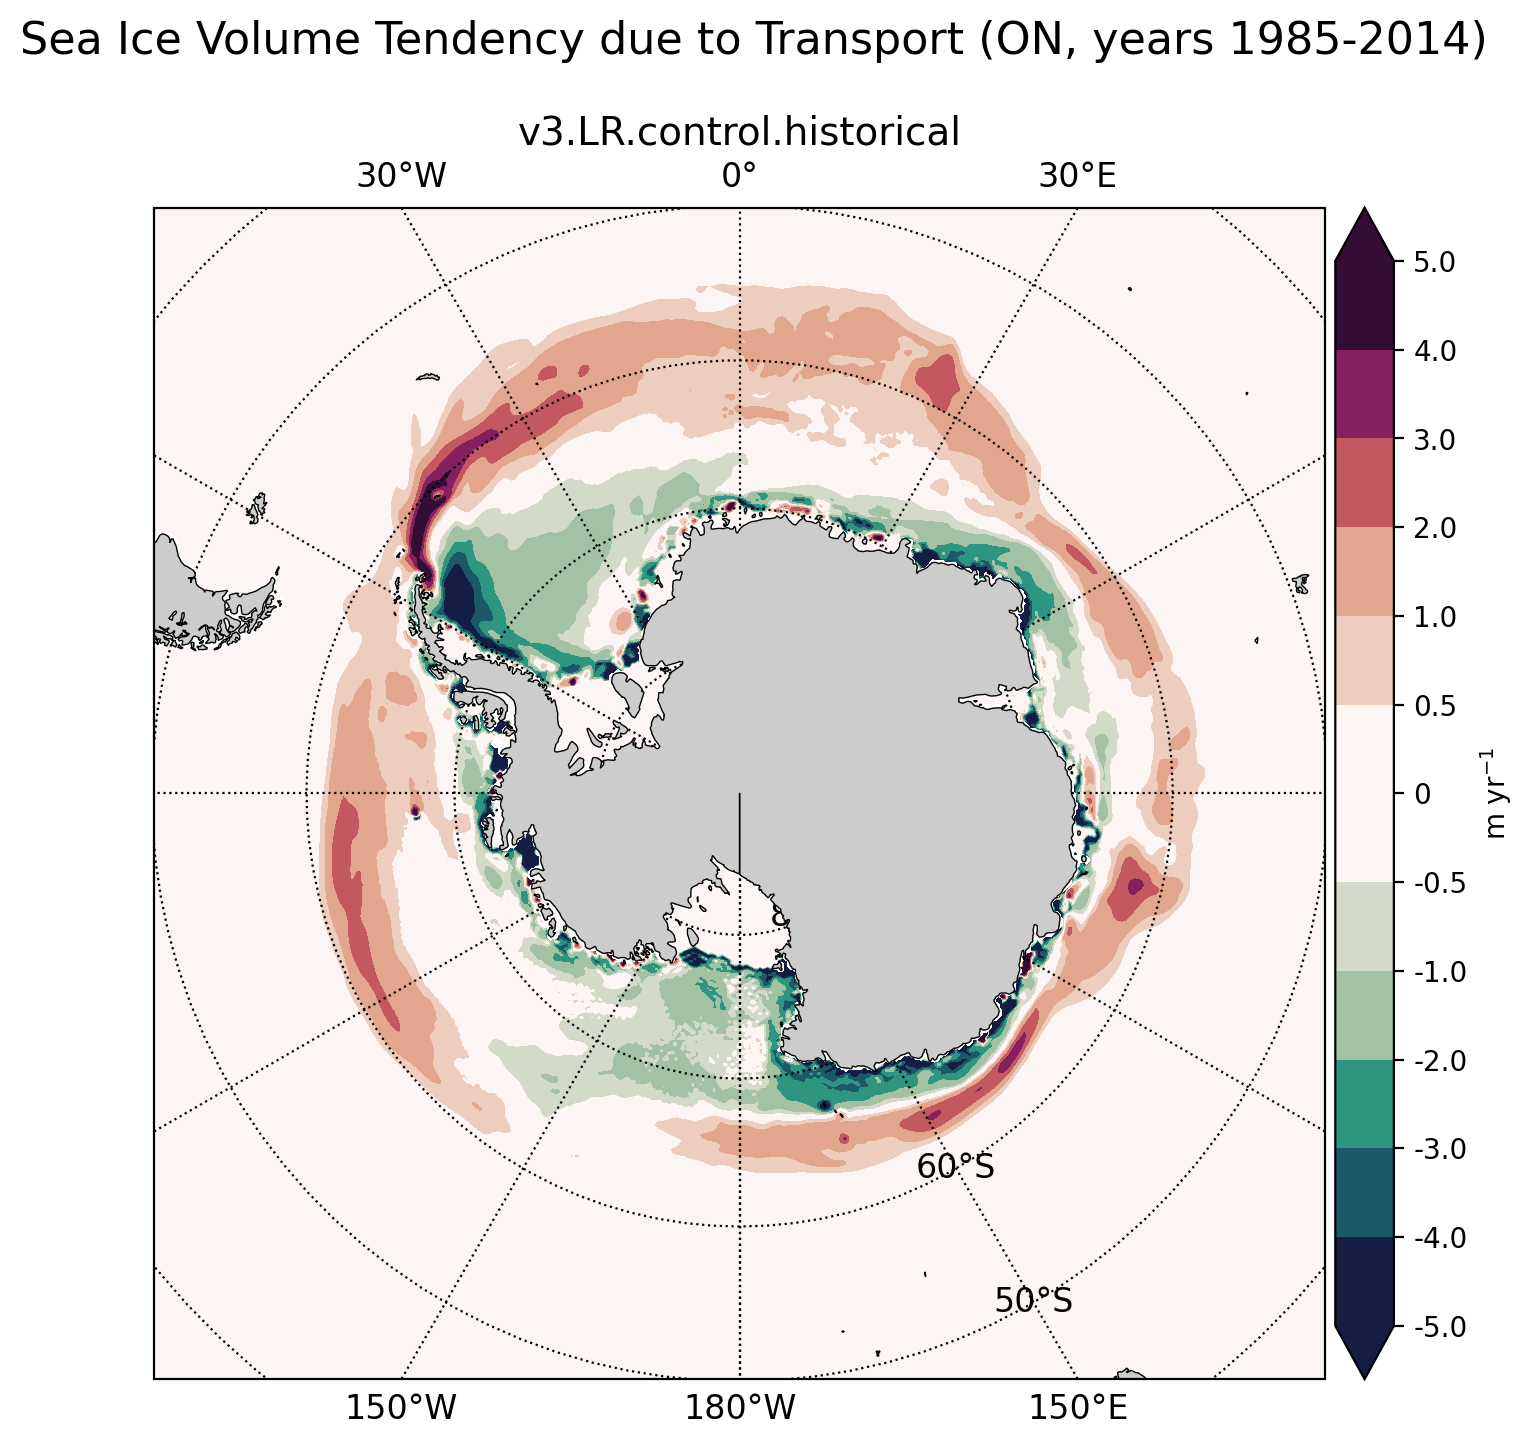 Sea Ice Volume Tendency due to Transport (ON, years 1985-2014)
v3.LR.control.historical
30°W 0° 30°E
5.0
4.0
3.0
2.0
1.0
0.5
0
-0.5
-1.0
-2.0
-3.0
-4.0
-5.0
m yr⁻¹
60°S
50°S
150°W 180°W 150°E